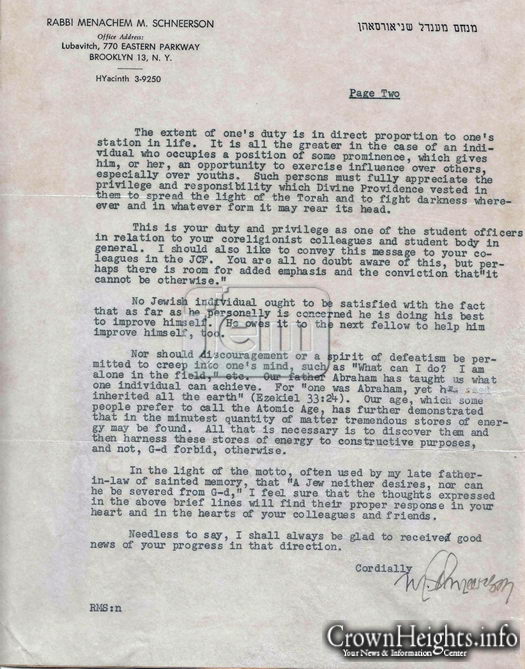 RABBI MENACHEM M. SCHNEERSON
מנחם מענדל שניאורסאהן
Office Address:
Lubavitch, 770 EASTERN PARKWAY
BROOKLYN 13, N. Y.
HYacinth 3-9250
Page Two
The extent of one's duty is in direct proportion to one's
station in life. It is all the greater in the case of an indi-
vidual who occupies a position of some prominence, which gives
him, or her, an opportunity to exercise influence over others,
especially over youths. Such persons must fully appreciate the
privilege and responsibility which Divine Providence vested in
them to spread the light of the Torah and to fight darkness where-
ever and in whatever form it may rear its head.
This is your duty and privilege as one of the student officers
in relation to your coreligionist colleagues and student body in
general. I should also like to convey this message to your co-
leagues in the JCF. You are all no doubt aware of this, but per-
haps there is room for added emphasis and the conviction that"it
cannot be otherwise."
No Jewish individual ought to be satisfied with the fact
that as far as he personally is concerned he is doing his best
to improve himself. He owes it to the next fellow to help him
improve himself, too.
Nor should discouragement or a spirit of defeatism be per-
mitted to creep into one's mind, such as "What can I do? I am
alone in the field," etc. Our father Abraham has taught us what
one individual can achieve. For "one was Abraham, yet he
inherited all the earth" (Ezekiel 33:24). Our age, which some
people prefer to call the Atomic Age, has further demonstrated
that in the minutest quantity of matter tremendous stores of ener-
gy may be found. All that is necessary is to discover them and
then harness these stores of energy to constructive purposes,
and not, G-d forbid, otherwise.
In the light of the motto, often used by my late father-
in-law of sainted memory, that "A Jew neither desires, nor can
he be severed from G-d," I feel sure that the thoughts expressed
in the above brief lines will find their proper response in your
heart and in the hearts of your colleagues and friends.
Needless to say, I shall always be glad to received good
news of your progress in that direction.
Cordially
M. Schneerson
RMS:n
jem
CrownHeights.info
Your News & Information Center